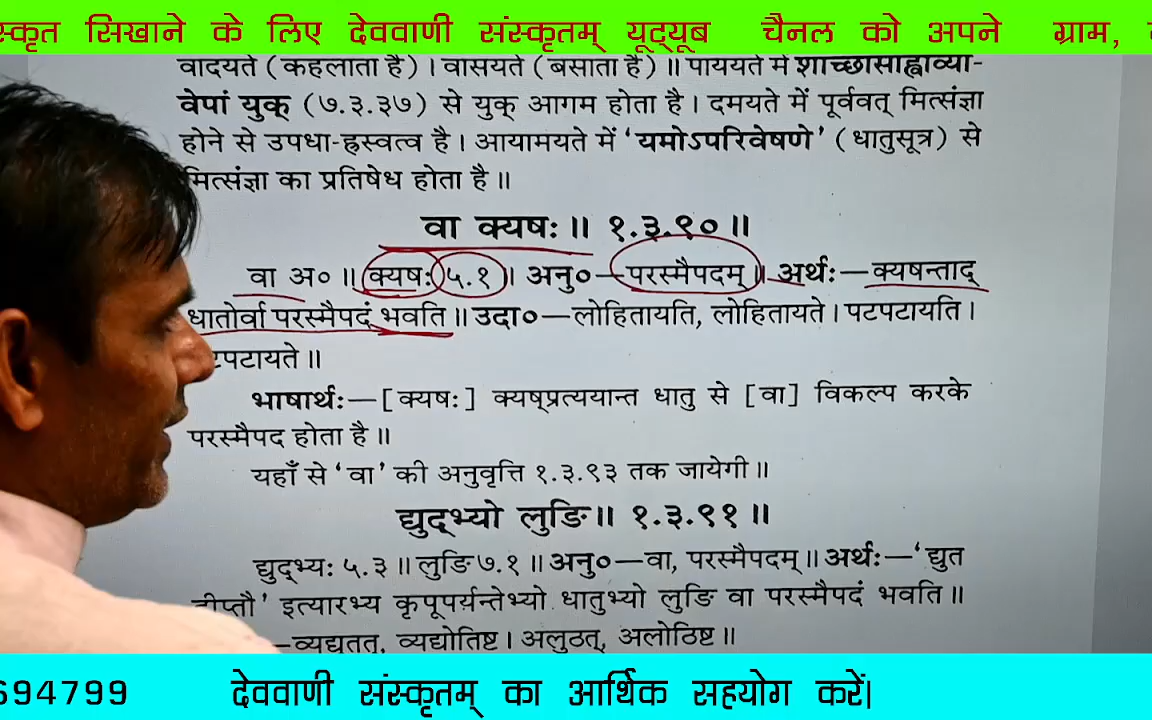 संस्कृत सिखाने के लिए देववाणी संस्कृतम् यूट्यूब चैनल को अपने ग्राम,
वादयते (कहलाता है)। वासयते (बसाता है)॥ पाययते में शाच्छासाह्वाव्या-
वेपां युक् (७.३.३७) से युक् आगम होता है। दमयते में पूर्ववत् मित्संज्ञा
होने से उपधा-ह्रस्वत्व है। आयामयते में 'यमोऽपरिवेषणे' (धातुसूत्र) से
मित्संज्ञा का प्रतिषेध होता है॥
वा क्यषः॥ १.३.९०॥
वा अ०॥ क्यषः ५.१॥ अनु०—परस्मैपदम्॥ अर्थः—क्यषन्ताद्
धातोर्वा परस्मैपदं भवति॥ उदा०—लोहितायति, लोहितायते। पटपटायति।
टपटायते॥
भाषार्थः—[क्यषः] क्यष्प्रत्ययान्त धातु से [वा] विकल्प करके
परस्मैपद होता है॥
यहाँ से 'वा' की अनुवृत्ति १.३.९३ तक जायेगी॥
द्युद्भ्यो लुङि॥ १.३.९१॥
द्युद्भ्यः ५.३॥ लुङि ७.१॥ अनु०—वा, परस्मैपदम्॥ अर्थः—'द्युत
दीप्तौ' इत्यारभ्य कृपूपर्य्यन्तेभ्यो धातुभ्यो लुङि वा परस्मैपदं भवति॥
—व्यद्युतत्, व्यद्योतिष्ट। अलुठत्, अलोठिष्ट॥
694799 देववाणी संस्कृतम् का आर्थिक सहयोग करें|